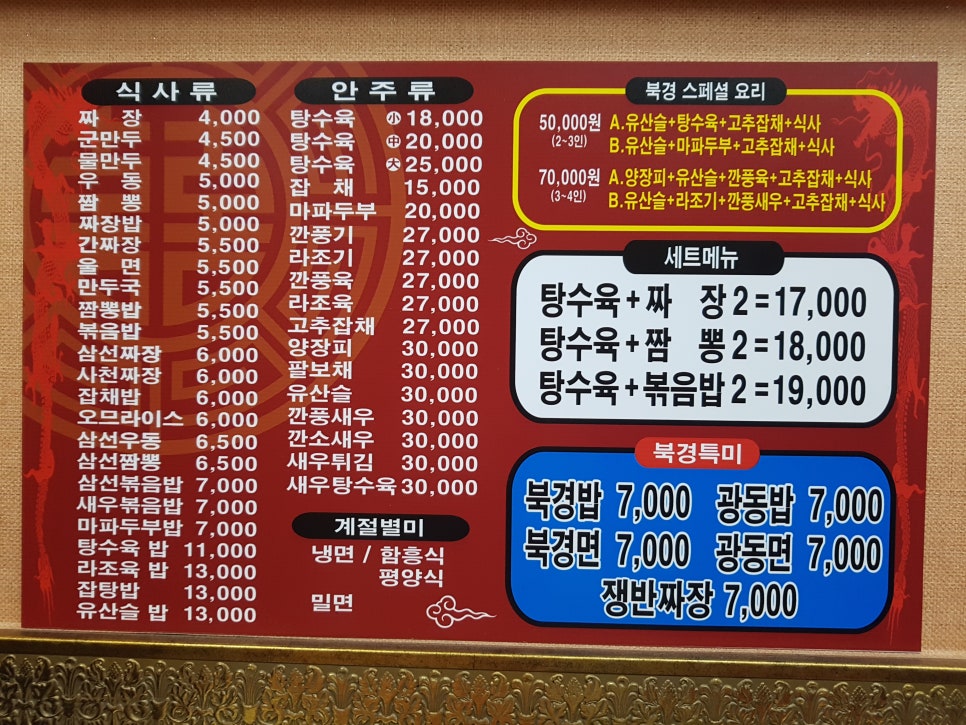 식사류
짜 장 4,000
군만두 4,500
물만두 4,500
우 동 5,000
짬 뽕 5,000
짜장밥 5,000
간짜장 5,500
울 면 5,500
만두국 5,500
짬뽕밥 5,500
볶음밥 5,500
삼선짜장 6,000
사천짜장 6,000
잡채밥 6,000
오므라이스 6,000
삼선우동 6,500
삼선짬뽕 6,500
삼선볶음밥 7,000
새우볶음밥 7,000
마파두부밥 7,000
탕수육 밥 11,000
라조육 밥 13,000
잡탕밥 13,000
유산슬 밥 13,000
안주류
탕수육 小 18,000
탕수육 中 20,000
탕수육 大 25,000
잡 채 15,000
마파두부 20,000
깐풍기 27,000
라조기 27,000
깐풍육 27,000
라조육 27,000
고추잡채 27,000
양장피 30,000
팔보채 30,000
유산슬 30,000
깐풍새우 30,000
깐소새우 30,000
새우튀김 30,000
새우탕수육 30,000
계절별미
냉면 / 함흥식
평양식
밀면
북경 스페셜 요리
50,000원 A.유산슬+탕수육+고추잡채+식사
(2~3인) B.유산슬+마파두부+고추잡채+식사
70,000원 A.양장피+유산슬+깐풍육+고추잡채+식사
(3~4인) B.유산슬+라조기+깐풍새우+고추잡채+식사
세트메뉴
탕수육+짜 장2=17,000
탕수육+짬 뽕2=18,000
탕수육+볶음밥2=19,000
북경특미
북경밥 7,000 광동밥 7,000
북경면 7,000 광동면 7,000
쟁반짜장 7,000